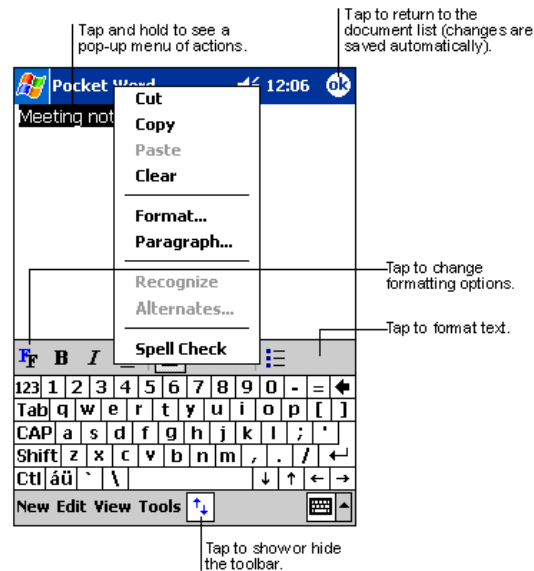 Tap to return to the
document list (changes are
saved automatically).
Tap and hold to see a
pop-up menu of actions.
Pocket Word 12:06 ok
Meeting not
Cut
Copy
Paste
Clear
Format...
Paragraph...
Recognize
Alternates...
Spell Check
Tap to change
formatting options.
Tap to format text.
FF B I
123 1 2 3 4 5 6 7 8 9 0 - =
Tab q w e r t y u i o p [ ]
CAP a s d f g h j k l ; '
Shift z x c v b n m , . /
Ctl áü ` \ ↓ ↑ ← →
New Edit View Tools
Tap to show or hide
the toolbar.